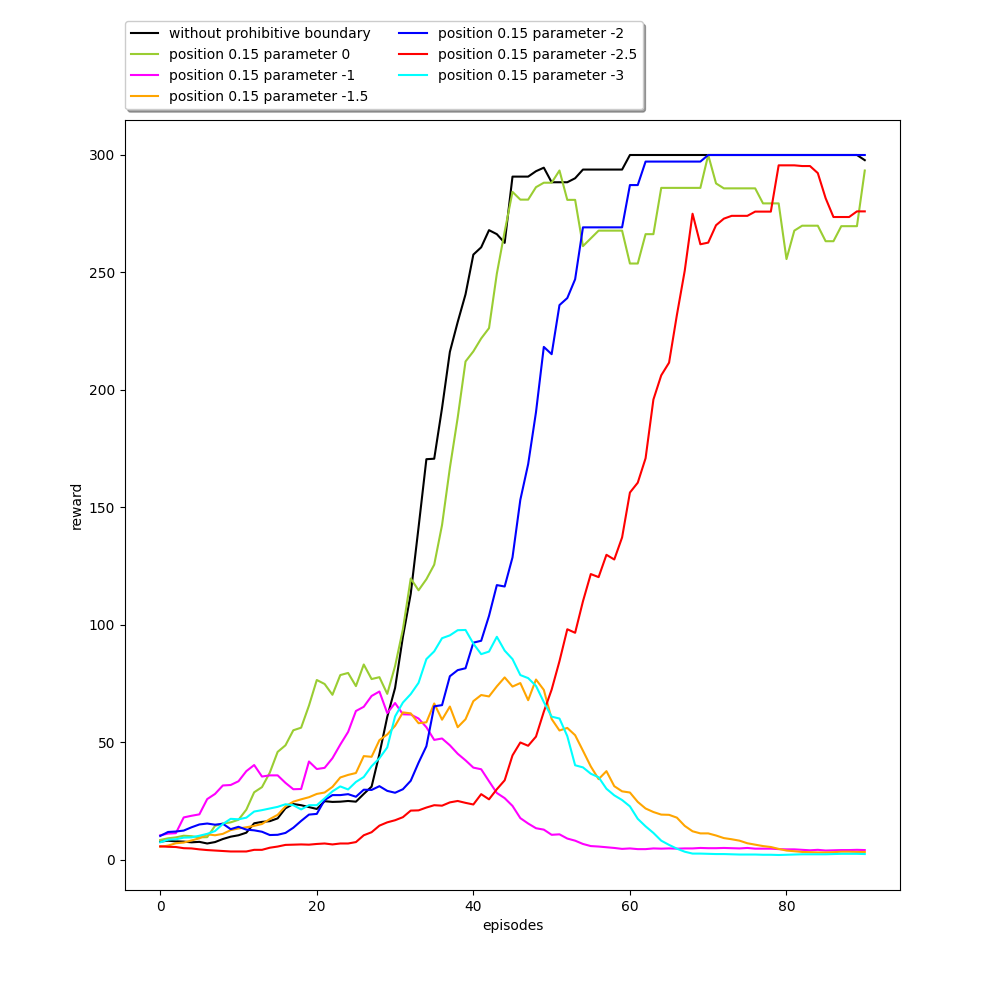 without prohibitive boundary
position 0.15 parameter 0
position 0.15 parameter -1
position 0.15 parameter -1.5
position 0.15 parameter -2
position 0.15 parameter -2.5
position 0.15 parameter -3
300
250
200
150
100
50
0
reward
0 20 40 60 80
episodes